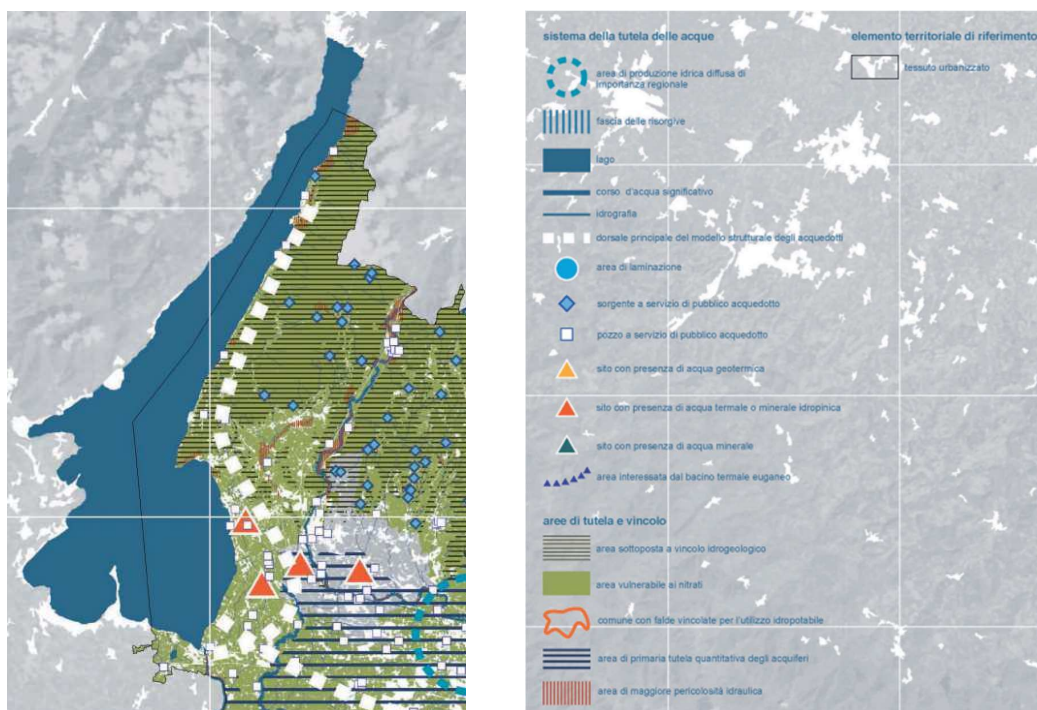 sistema della tutela delle acque
area di produzione idrica diffusa di
importanza regionale
fascia delle risorgive
lago
corso d'acqua significativo
idrografia
dorsale principale del modello strutturale degli acquedotti
area di laminazione
sorgente a servizio di pubblico acquedotto
pozzo a servizio di pubblico acquedotto
sito con presenza di acqua geotermica
sito con presenza di acqua termale o minerale idropinica
sito con presenza di acqua minerale
area interessata dal bacino termale euganeo
aree di tutela e vincolo
area sottoposta a vincolo idrogeologico
area vulnerabile ai nitrati
comune con falde vincolate per l'utilizzo idropotabile
area di primaria tutela quantitativa degli acquiferi
area di maggiore pericolosità idraulica
elemento territoriale di riferimento
tessuto urbanizzato